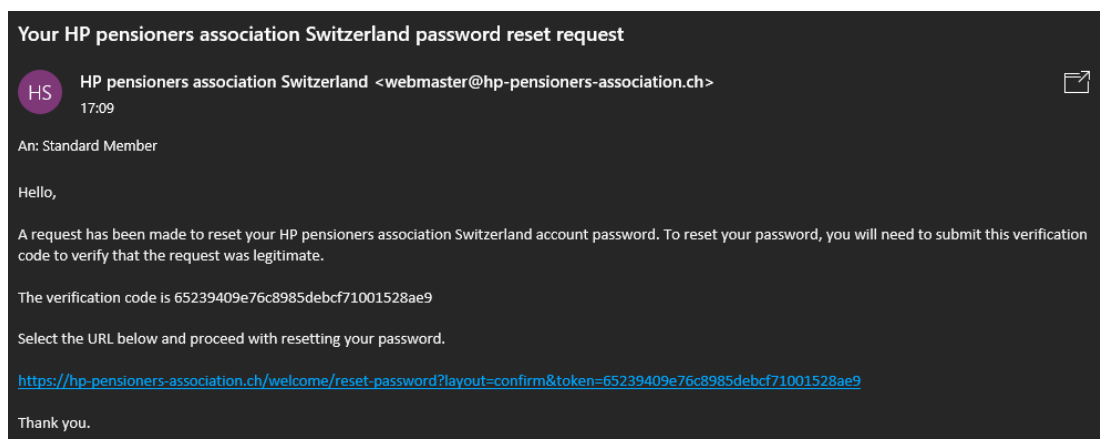 Your HP pensioners association Switzerland password reset request
HS
HP pensioners association Switzerland <webmaster@hp-pensioners-association.ch>
17:09
An: Standard Member
Hello,
A request has been made to reset your HP pensioners association Switzerland account password. To reset your password, you will need to submit this verification
code to verify that the request was legitimate.
The verification code is 65239409e76c8985debcf71001528ae9
Select the URL below and proceed with resetting your password.
https://hp-pensioners-association.ch/welcome/reset-password?layout=confirm&token=65239409e76c8985debcf71001528ae9
Thank you.